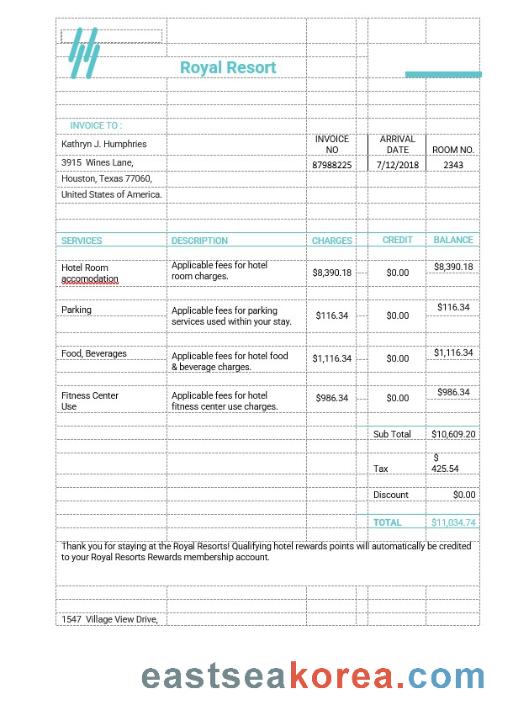 Royal Resort
INVOICE TO :
Kathryn J. Humphries
INVOICE NO
ARRIVAL DATE
ROOM NO.
3915 Wines Lane,
87988225
7/12/2018
2343
Houston, Texas 77060,
United States of America.
SERVICES DESCRIPTION CHARGES CREDIT BALANCE
Hotel Room
accomodation
Applicable fees for hotel
room charges.
$8,390.18
$0.00
$8,390.18
Parking
Applicable fees for parking
services used within your stay.
$116.34
$0.00
$116.34
Food, Beverages
Applicable fees for hotel food
& beverage charges.
$1,116.34
$0.00
$1,116.34
Fitness Center
Use
Applicable fees for hotel
fitness center use charges.
$986.34
$0.00
$986.34
Sub Total $10,609.20
Tax
$
425.54
Discount $0.00
TOTAL $11,034.74
Thank you for staying at the Royal Resorts! Qualifying hotel rewards points will automatically be credited
to your Royal Resorts Rewards membership account.
1547 Village View Drive,
eastseakorea.com